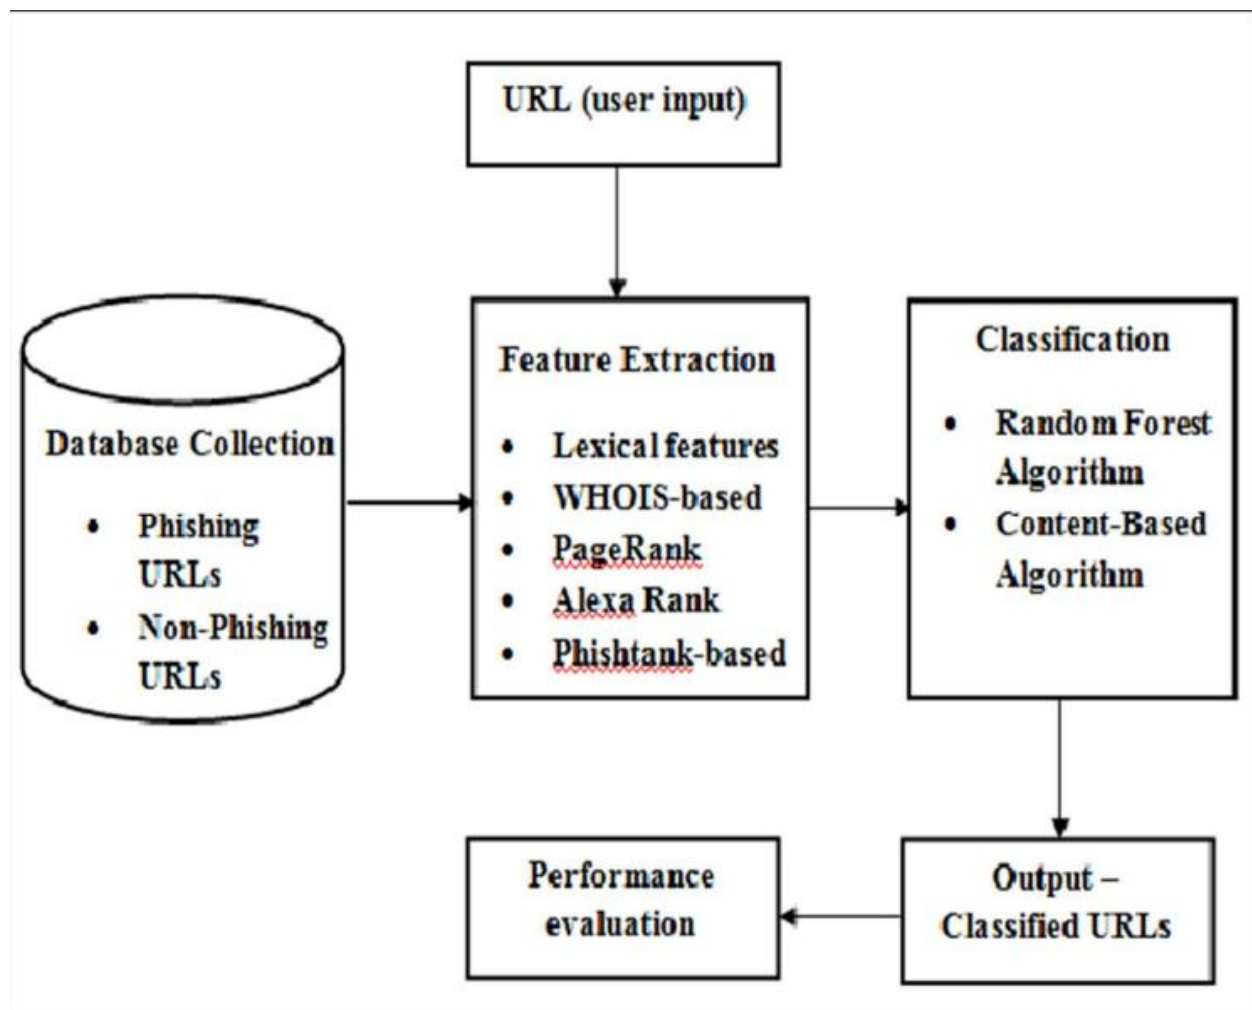 URL (user input)
Database Collection
• Phishing
URLs
• Non-Phishing
URLs
Feature Extraction
• Lexical features
• WHOIS-based
• PageRank
• Alexa Rank
• Phishtank-based
Classification
• Random Forest
Algorithm
• Content-Based
Algorithm
Output –
Classified URLs
Performance
evaluation